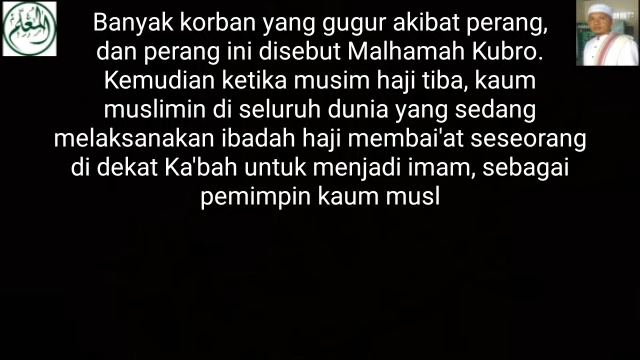 Banyak korban yang gugur akibat perang,
dan perang ini disebut Malhamah Kubro.
Kemudian ketika musim haji tiba, kaum
muslimin di seluruh dunia yang sedang
melaksanakan ibadah haji membai'at seseorang
di dekat Ka'bah untuk menjadi imam, sebagai
pemimpin kaum musl